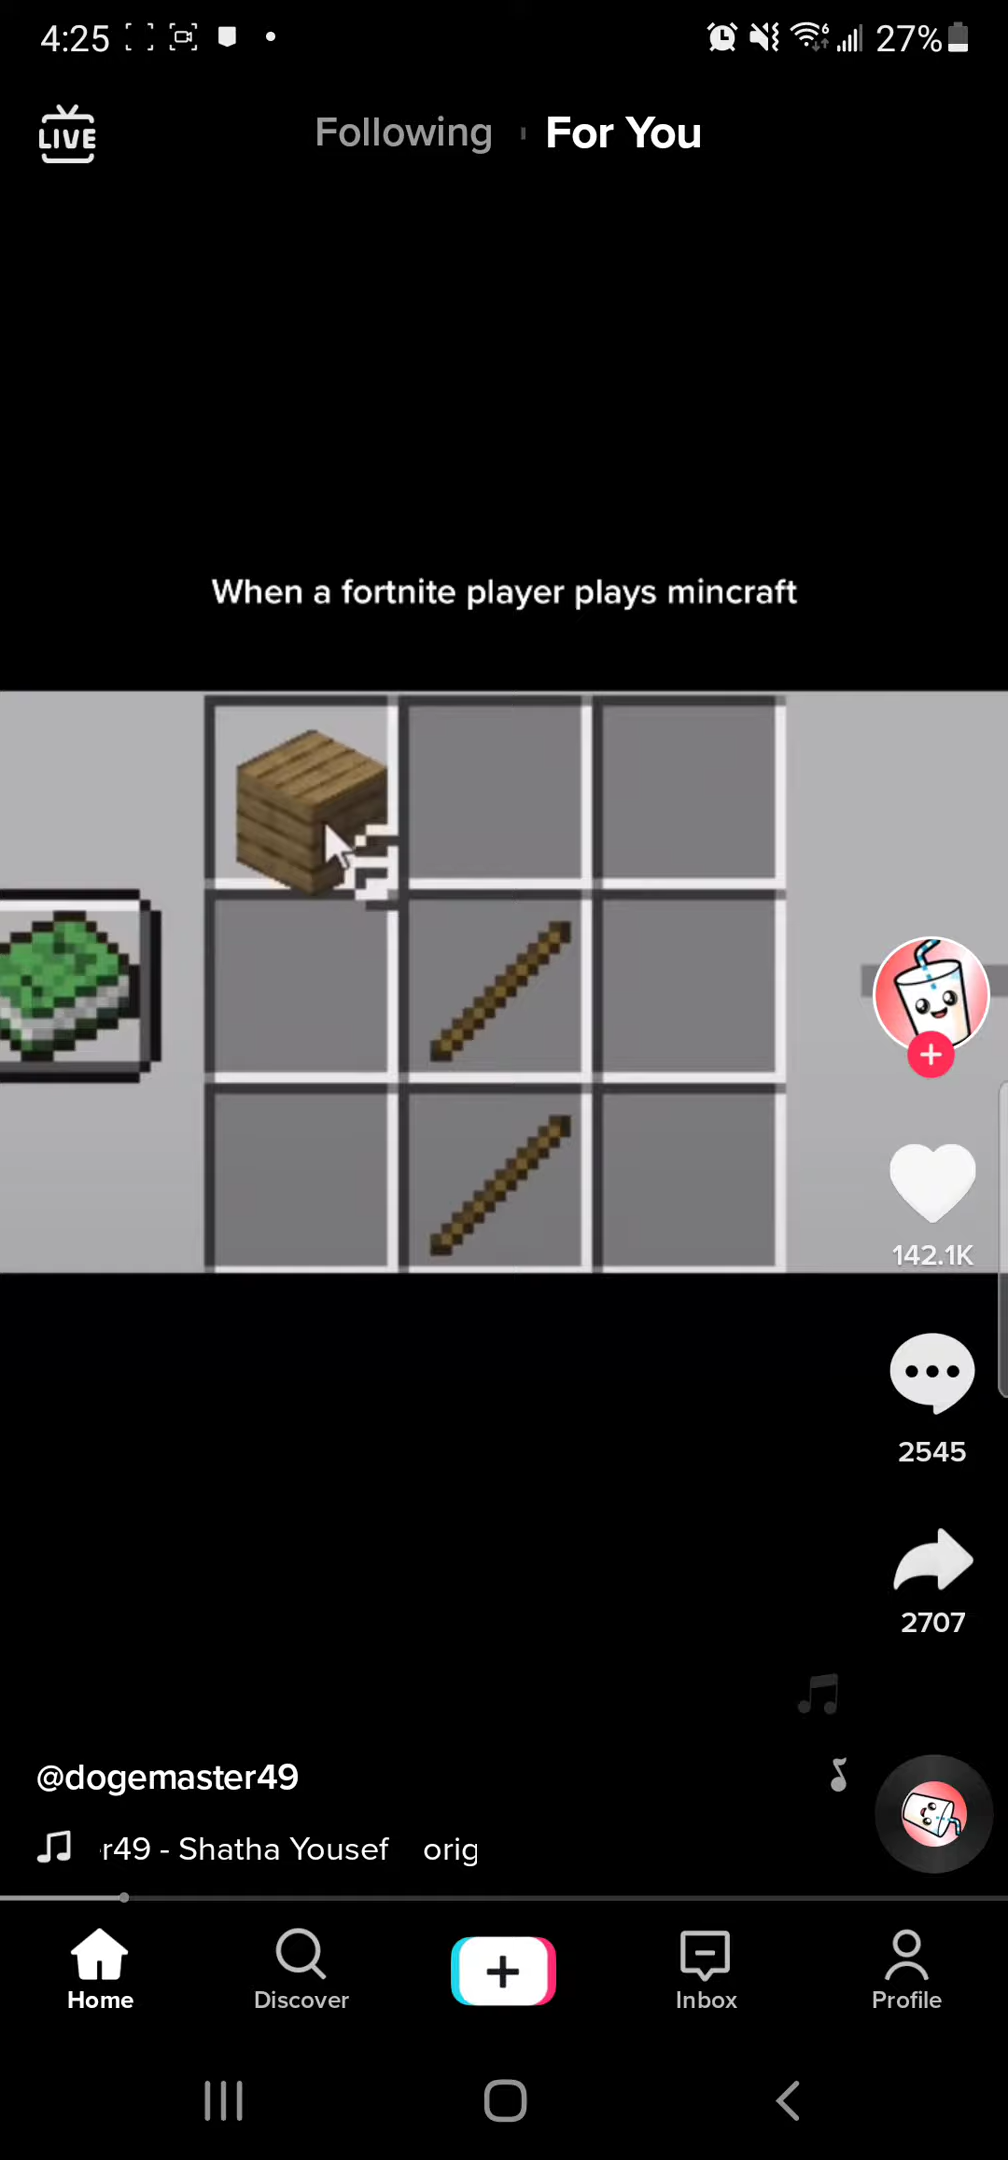 4:25 27%
LIVE Following For You
When a fortnite player plays mincraft
142.1K
2545
2707
@dogemaster49
r49 - Shatha Yousef orig
Home Discover Inbox Profile